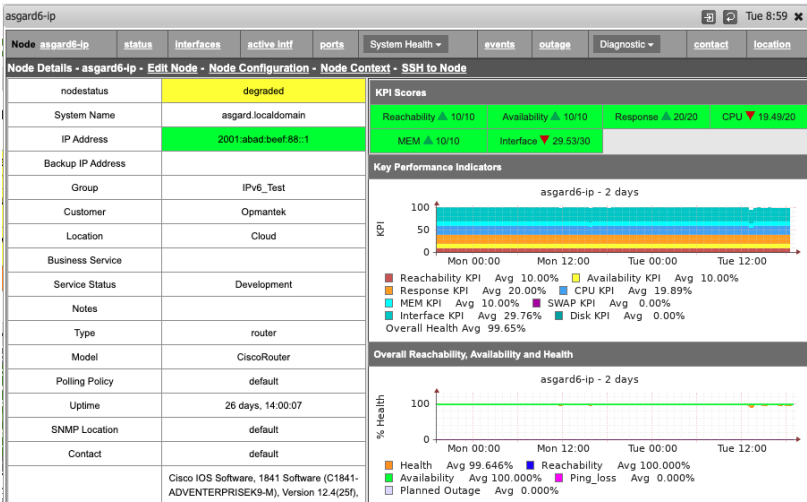 asgard6-ip Tue 8:59
Node asgard6-ip status interfaces active intf ports System Health events outage Diagnostic contact location
Node Details - asgard6-ip - Edit Node - Node Configuration - Node Context - SSH to Node
nodestatus degraded
System Name asgard.localdomain
IP Address 2001:abad:beef:88::1
Backup IP Address
Group IPv6_Test
Customer Opmantek
Location Cloud
Business Service
Service Status Development
Notes
Type router
Model CiscoRouter
Polling Policy default
Uptime 26 days, 14:00:07
SNMP Location default
Contact default
Cisco IOS Software, 1841 Software (C1841-
ADVENTERPRISEK9-M), Version 12.4(25f),
KPI Scores
Reachability ▲ 10/10 Availability ▲ 10/10 Response ▲ 20/20 CPU ▼ 19.49/20
MEM ▲ 10/10 Interface ▼ 29.53/30
Key Performance Indicators
asgard6-ip - 2 days
KPI
100
50
0
Mon 00:00 Mon 12:00 Tue 00:00 Tue 12:00
Reachability KPI Avg 10.00% Availability KPI Avg 10.00%
Response KPI Avg 20.00% CPU KPI Avg 19.89%
MEM KPI Avg 10.00% SWAP KPI Avg 0.00%
Interface KPI Avg 29.76% Disk KPI Avg 0.00%
Overall Health Avg 99.65%
Overall Reachability, Availability and Health
asgard6-ip - 2 days
% Health
100
0
Mon 00:00 Mon 12:00 Tue 00:00 Tue 12:00
Health Avg 99.646% Reachability Avg 100.000%
Availability Avg 100.000% Ping_loss Avg 0.000%
Planned Outage Avg 0.000%